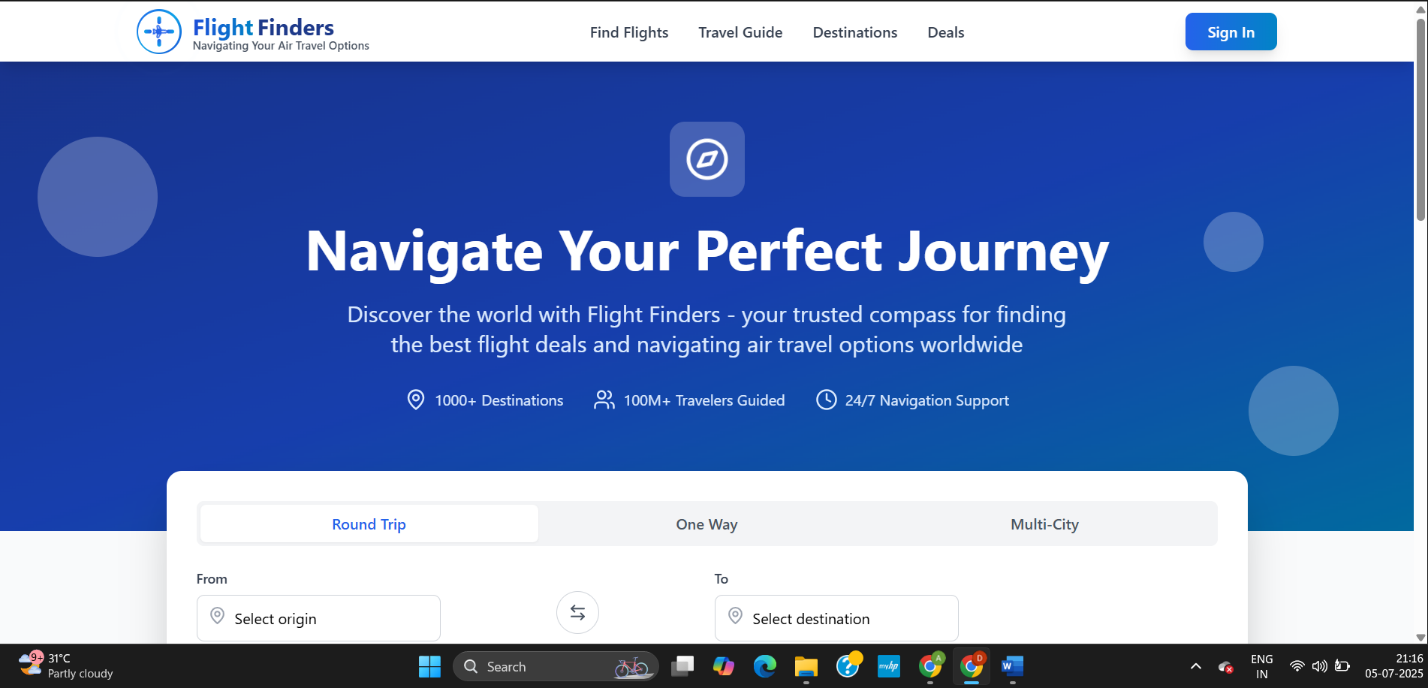 Flight Finders
Navigating Your Air Travel Options
Find Flights
Travel Guide
Destinations
Deals
Sign In
Navigate Your Perfect Journey
Discover the world with Flight Finders - your trusted compass for finding
the best flight deals and navigating air travel options worldwide
1000+ Destinations
100M+ Travelers Guided
24/7 Navigation Support
Round Trip
One Way
Multi-City
From
To
Select origin
Select destination
9+
31°C
Partly cloudy
Search
myhp
A
D
W
ENG
IN
21:16
05-07-2025